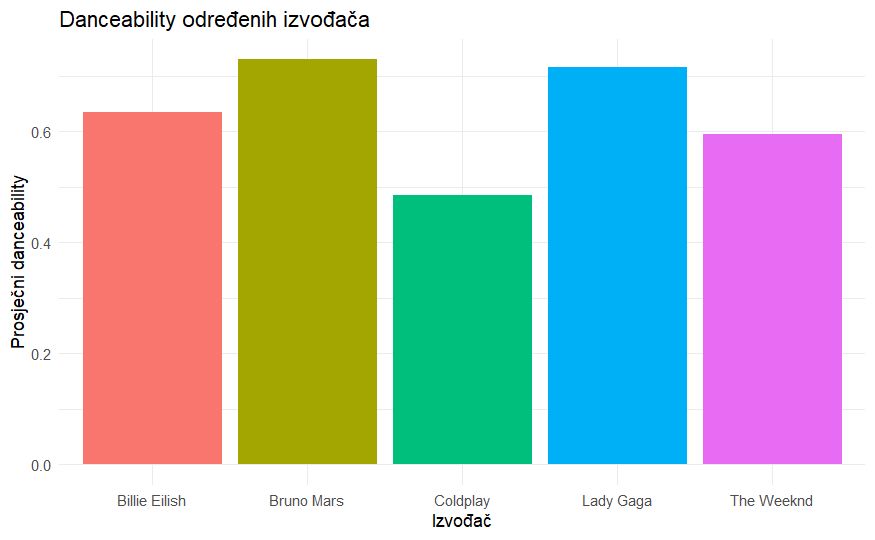 Danceability određenih izvođača
Prosječni danceability
0.6
0.4
0.2
0.0
Billie Eilish
Bruno Mars
Coldplay
Lady Gaga
The Weeknd
Izvođač